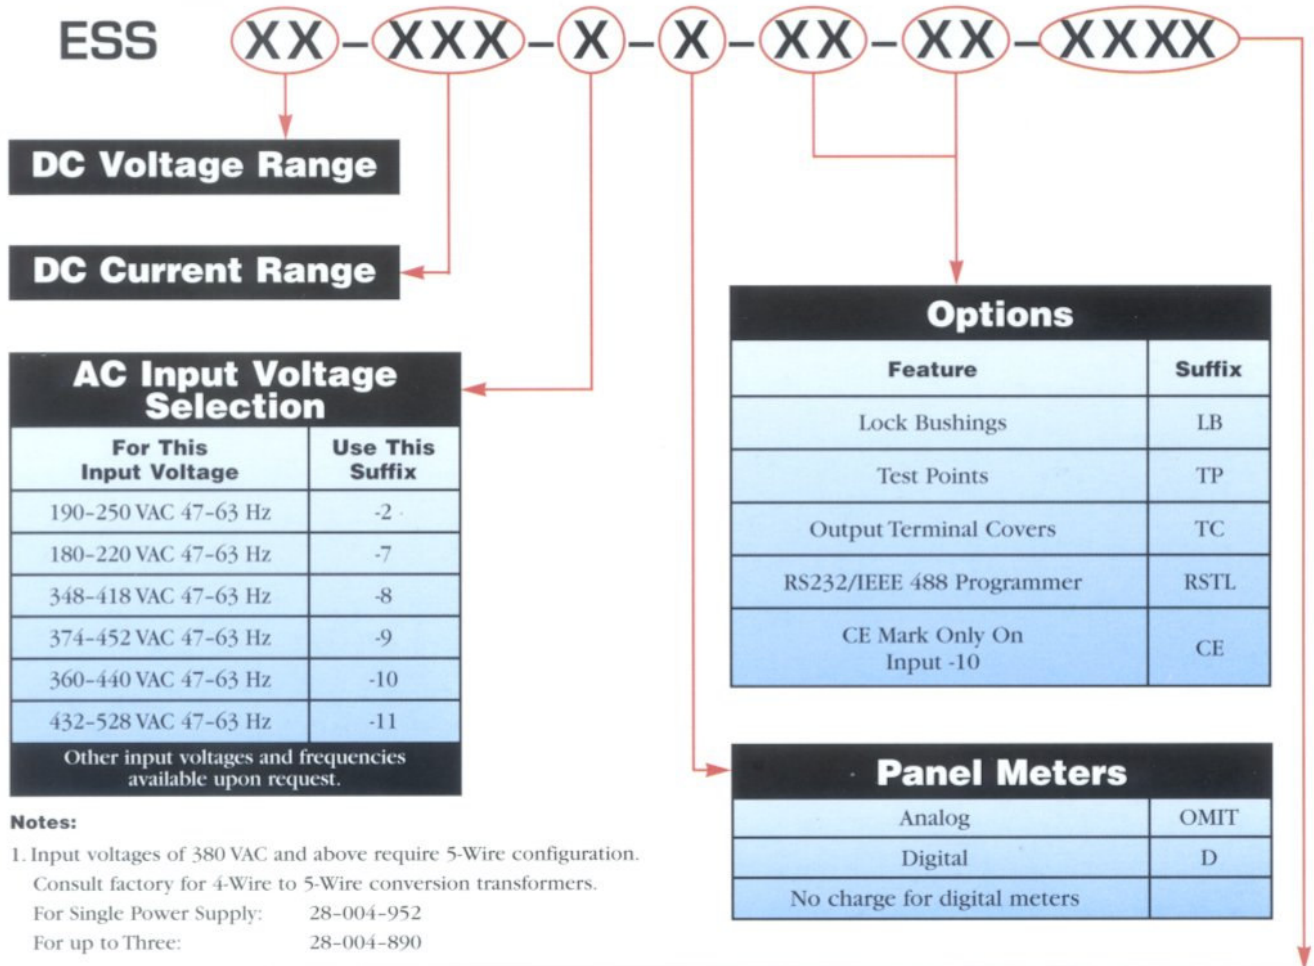 ESS XX-XXX-X-X-XX-XX-XXXX
DC Voltage Range
DC Current Range
AC Input Voltage
Selection
For This
Input Voltage
Use This
Suffix
190-250 VAC 47-63 Hz -2
180-220 VAC 47-63 Hz -7
348-418 VAC 47-63 Hz -8
374-452 VAC 47-63 Hz -9
360-440 VAC 47-63 Hz -10
432-528 VAC 47-63 Hz -11
Other input voltages and frequencies
available upon request.
Notes:
1. Input voltages of 380 VAC and above require 5-Wire configuration.
Consult factory for 4-Wire to 5-Wire conversion transformers.
For Single Power Supply: 28-004-952
For up to Three: 28-004-890
Options
Feature Suffix
Lock Bushings LB
Test Points TP
Output Terminal Covers TC
RS232/IEEE 488 Programmer RSTL
CE Mark Only On
Input -10
CE
Panel Meters
Analog OMIT
Digital D
No charge for digital meters